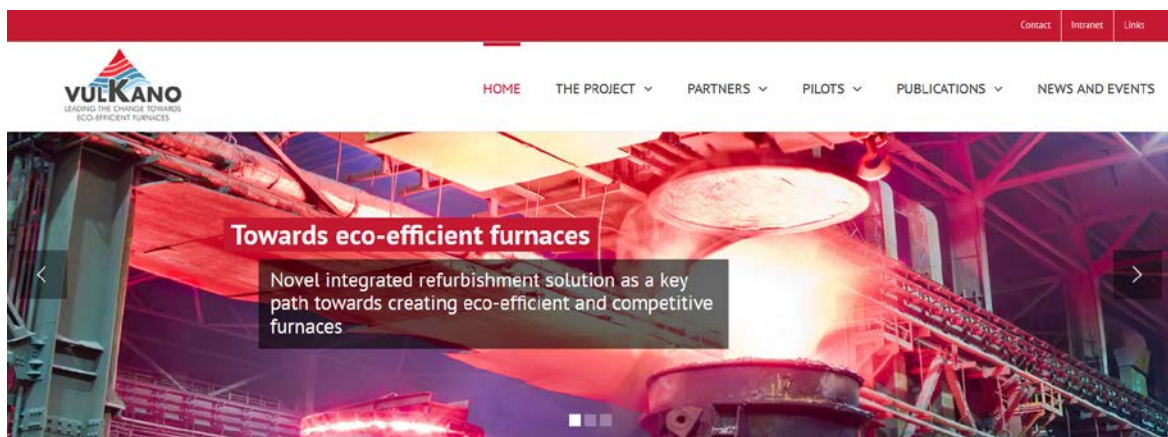 Contact Intranet Links
VULKANO
LEADING THE CHANGE TOWARDS
ECO-EFFICIENT FURNACES
HOME THE PROJECT PARTNERS PILOTS PUBLICATIONS NEWS AND EVENTS
Towards eco-efficient furnaces
Novel integrated refurbishment solution as a key
path towards creating eco-efficient and competitive
furnaces